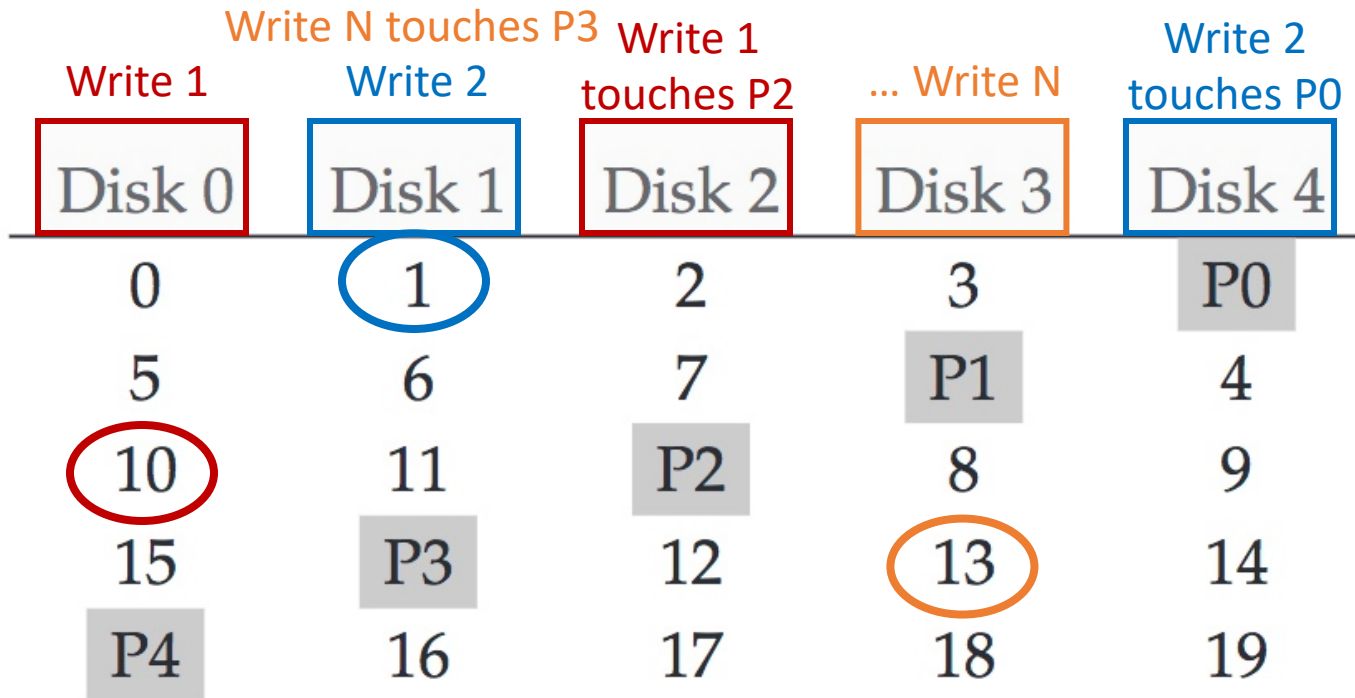 Write N touches P3
Write 1
touches P2
Write 2
touches P0
Write 1
Write 2
... Write N
Disk 0 Disk 1 Disk 2 Disk 3 Disk 4
0 1 2 3 P0
5 6 7 P1 4
10 11 P2 8 9
15 P3 12 13 14
P4 16 17 18 19